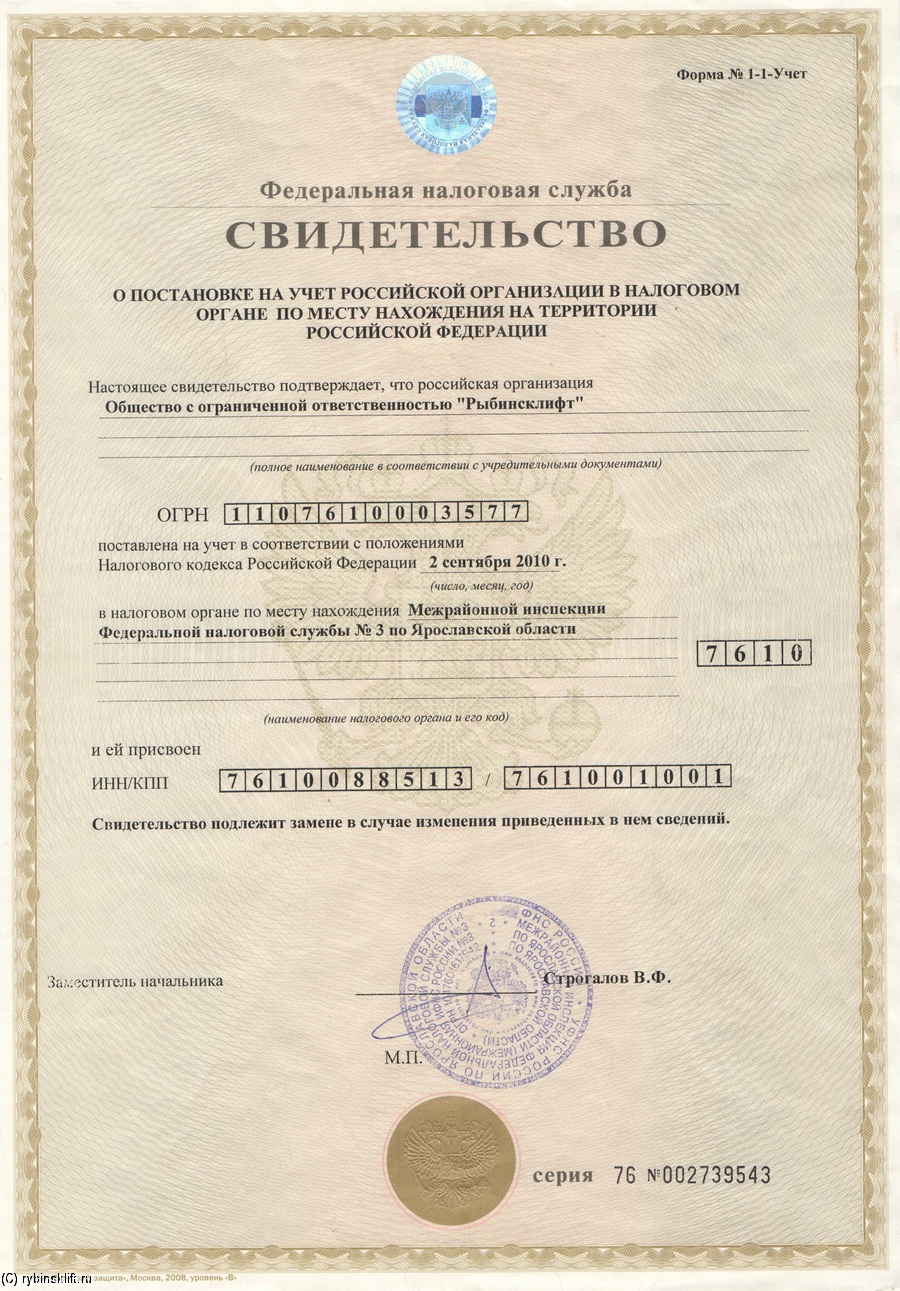 Форма № 1-1-Учет
Федеральная налоговая служба
СВИДЕТЕЛЬСТВО
О ПОСТАНОВКЕ НА УЧЕТ РОССИЙСКОЙ ОРГАНИЗАЦИИ В НАЛОГОВОМ
ОРГАНЕ ПО МЕСТУ НАХОЖДЕНИЯ НА ТЕРРИТОРИИ
РОССИЙСКОЙ ФЕДЕРАЦИИ
Настоящее свидетельство подтверждает, что российская организация
Общество с ограниченной ответственностью "Рыбинсклифт"
(полное наименование в соответствии с учредительными документами)
ОГРН 1107610003577
поставлена на учет в соответствии с положениями
Налогового кодекса Российской Федерации 2 сентября 2010 г.
(число, месяц, год)
в налоговом органе по месту нахождения Межрайонной инспекции
Федеральной налоговой службы № 3 по Ярославской области
7610
(наименование налогового органа и его код)
и ей присвоен
ИНН/КПП 7610088513 / 761001001
Свидетельство подлежит замене в случае изменения приведенных в нем сведений.
Заместитель начальника
Строгалов В.Ф.
М.П.
серия 76 №002739543
(C) rybinsklift.ru
защита», Москва, 2008, уровень «В»